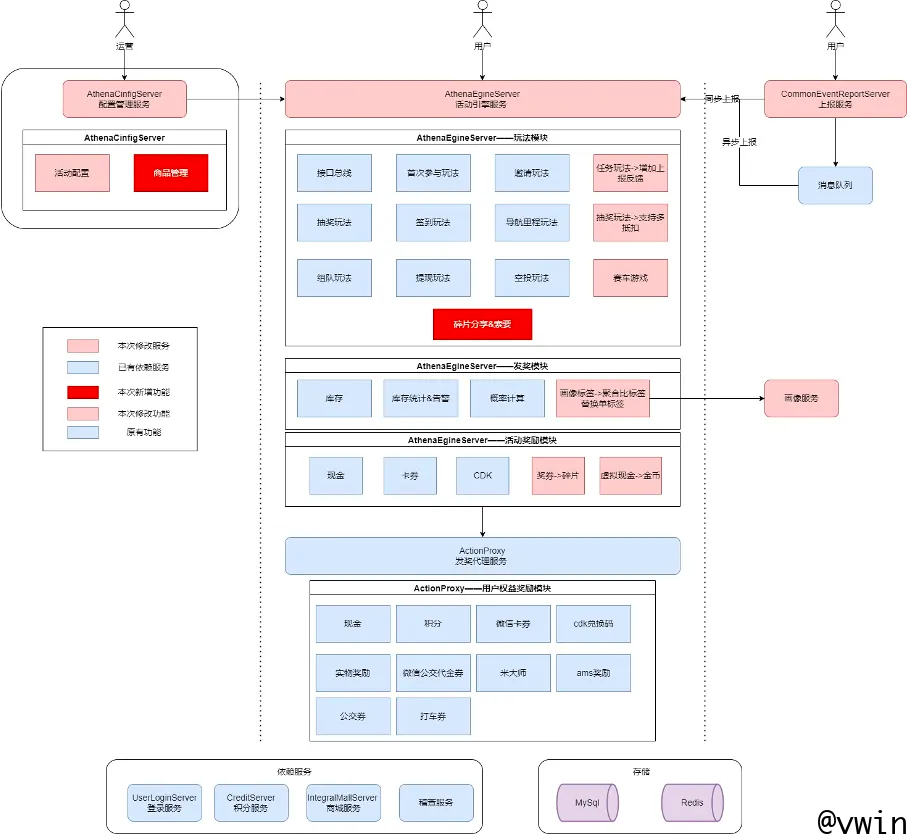 运营
用户
用户
AthenaCinfigServer
配置管理服务
AthenaEgineServer
活动引擎服务
同步上报
CommonEventReportServer
上报服务
AthenaCinfigServer
活动配置
商品管理
AthenaEgineServer——玩法模块
接口总线
首次参与玩法
邀请玩法
任务玩法->增加上
报反馈
抽奖玩法
签到玩法
导航里程玩法
抽奖玩法->支持多
抵扣
组队玩法
提现玩法
空投玩法
赛车游戏
碎片分享&索要
异步上报
消息队列
本次修改服务
已有依赖服务
本次新增功能
本次修改功能
原有功能
AthenaEgineServer——发奖模块
库存
库存统计&告警
概率计算
画像标签->聚合比标签
替换单标签
画像服务
AthenaEgineServer——活动奖励模块
现金
卡券
CDK
奖券->碎片
虚拟现金->金币
ActionProxy
发奖代理服务
ActionProxy——用户权益奖励模块
现金
积分
微信卡券
cdk兑换码
实物奖励
微信公交代金券
米大师
ams奖励
公交券
打车券
依赖服务
UserLoginServer
登录服务
CreditServer
积分服务
IntegralMallServer
商城服务
稽查服务
存储
MySql
Redis
@vwin